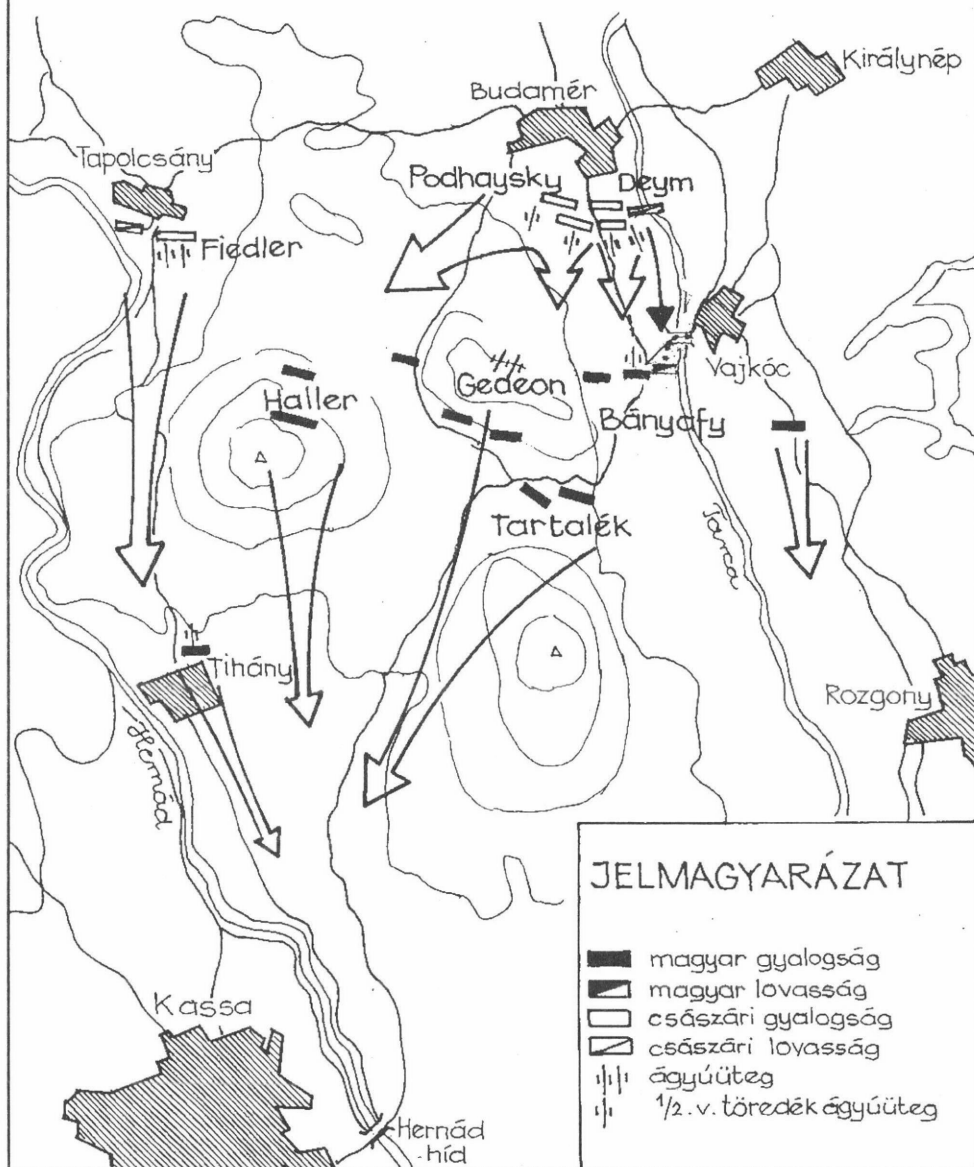 Királynép
Budamér
Tapolcsány
Podhaysky
Deym
Fiedler
Vajkóc
Haller
Gedeon
Bányafy
Tartalék
Tarca
Tihány
Rozgony
Hernád
JELMAGYARÁZAT
magyar gyalogság
magyar lovasság
császári gyalogság
császári lovasság
ágyúüteg
1/2. v. töredék ágyúüteg
Kassa
Hernád
híd